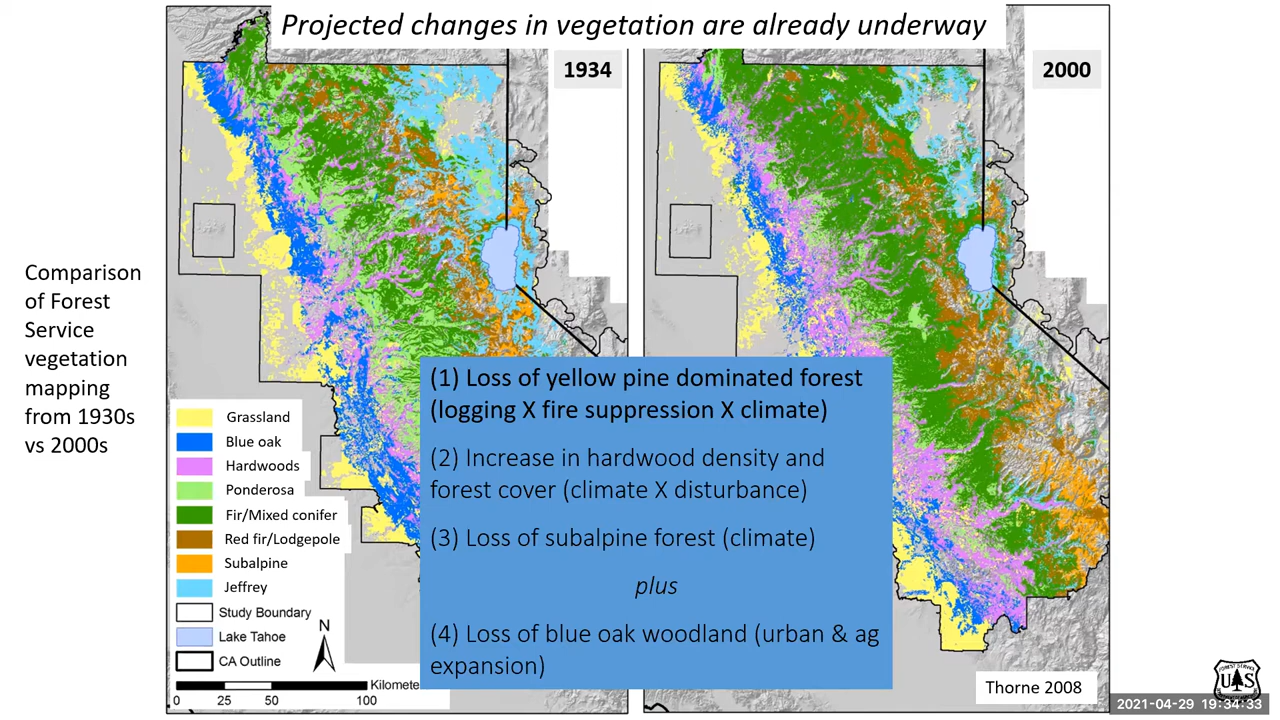 Projected changes in vegetation are already underway
1934
2000
Comparison
of Forest
Service
vegetation
mapping
from 1930s
vs 2000s
Grassland
Blue oak
Hardwoods
Ponderosa
Fir/Mixed conifer
Red fir/Lodgepole
Subalpine
Jeffrey
Study Boundary
Lake Tahoe
CA Outline
N
Kilomete
0 25 50 100
(1) Loss of yellow pine dominated forest
(logging X fire suppression X climate)
(2) Increase in hardwood density and
forest cover (climate X disturbance)
(3) Loss of subalpine forest (climate)
plus
(4) Loss of blue oak woodland (urban & ag
expansion)
Thorne 2008
FOREST SERVICE
U S
2021-04-29 19:34:33